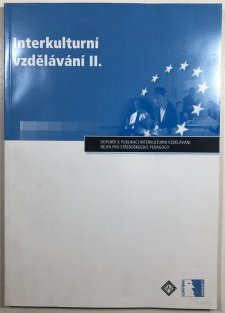 Interkulturní
vzdělávání II.
DOPLNĚK K PUBLIKACI INTERKULTURNÍ VZDĚLÁVÁNÍ
NEJEN PRO STŘEDOŠKOLSKÉ PEDAGOGY